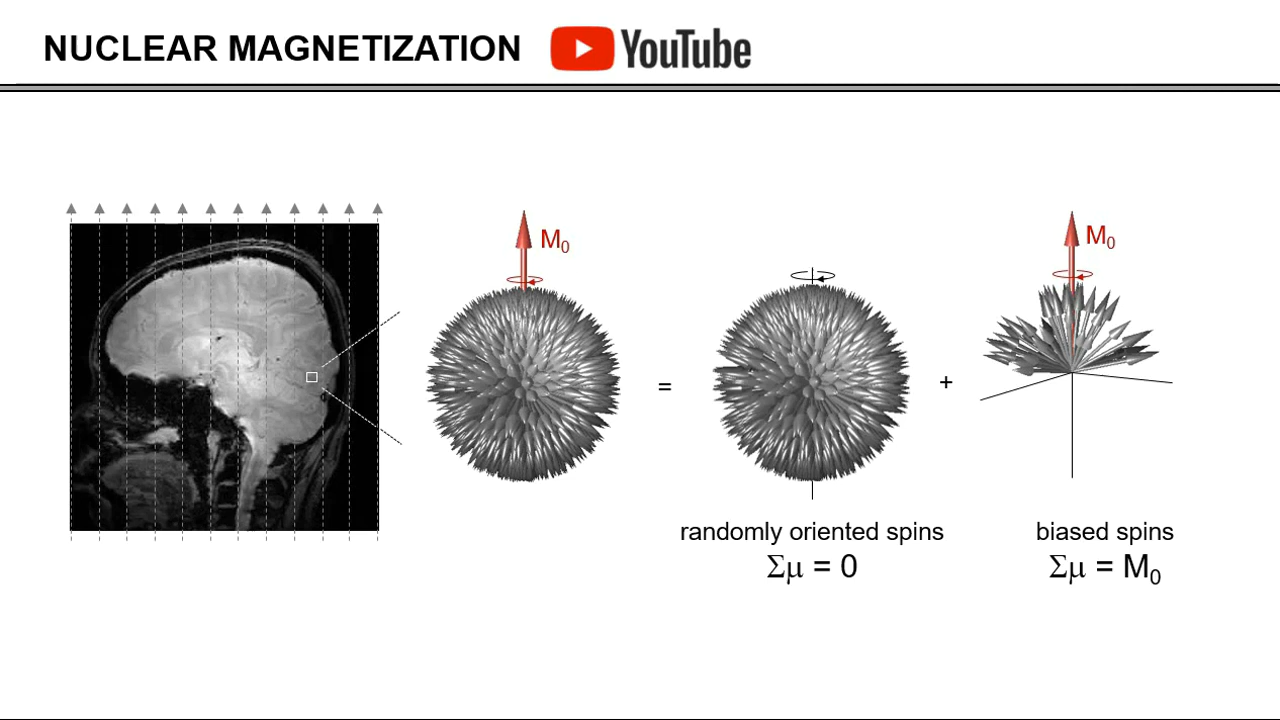 NUCLEAR MAGNETIZATION
YouTube
M₀
=
+
M₀
randomly oriented spins
Σμ = 0
biased spins
Σμ = M₀